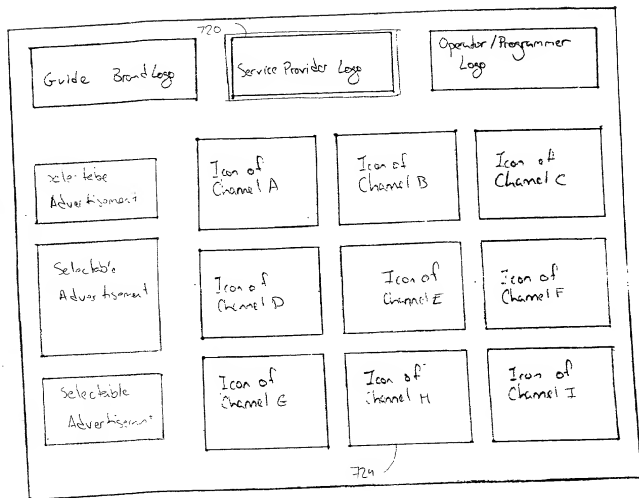 720
Guide Brand Logo
Service Provider Logo
Operator/Programmer
Logo
Selectable
Advertisement
Icon of
Channel A
Icon of
Channel B
Icon of
Channel C
Selectable
Advertisement
Icon of
Channel D
Icon of
Channel E
Icon of
Channel F
Selectable
Advertisement
Icon of
Channel G
Icon of
Channel H
Icon of
Channel I
724